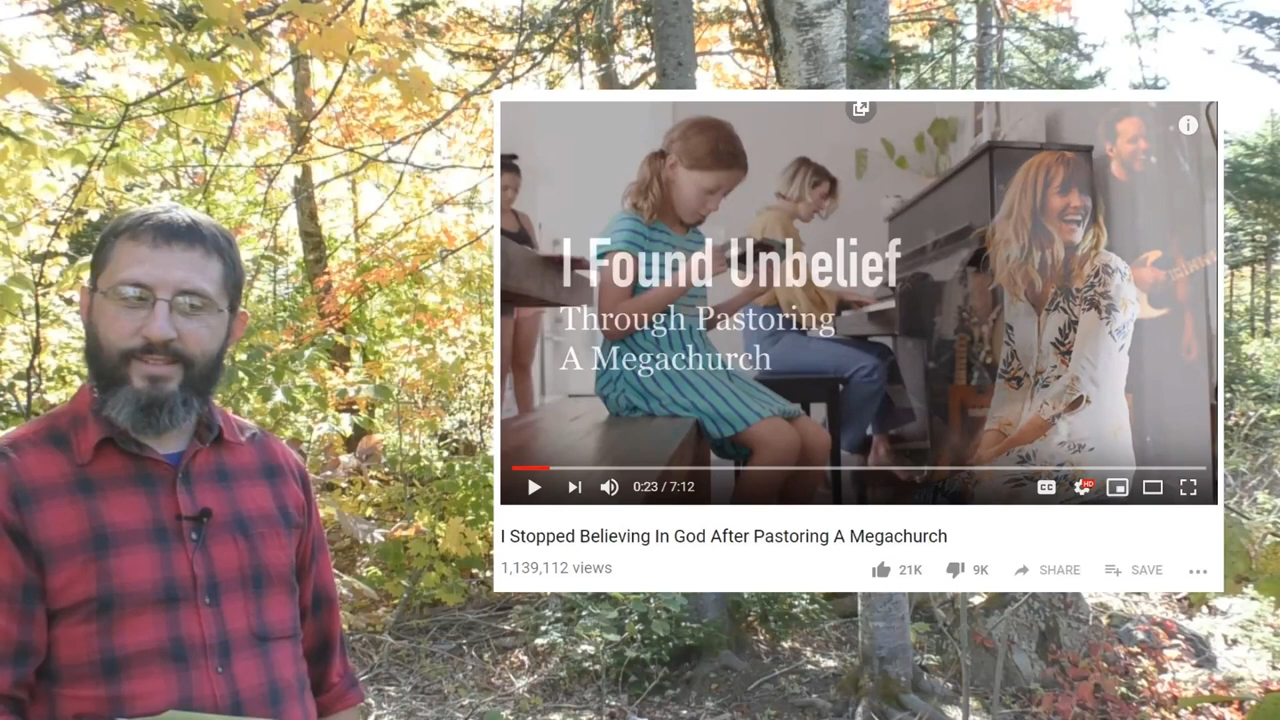 I Found Unbelief
Through Pastoring
A Megachurch
0:23 / 7:12
CC
HD
I Stopped Believing In God After Pastoring A Megachurch
1,139,112 views
21K
9K
SHARE
SAVE